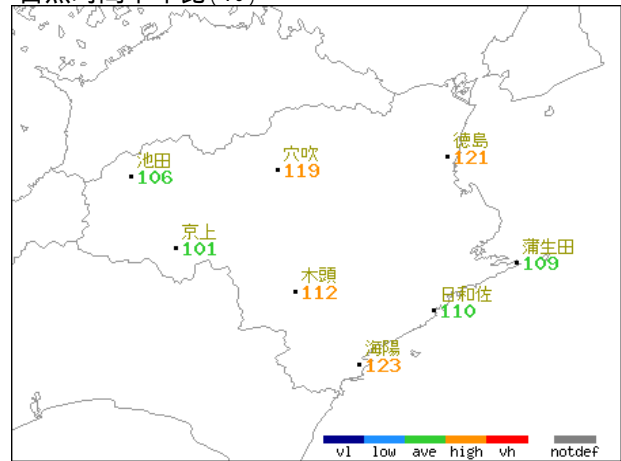 徳島
121
池田
106
穴吹
119
京上
101
蒲生田
109
木頭
112
日和佐
110
海陽
123
vl low ave high vh notdef